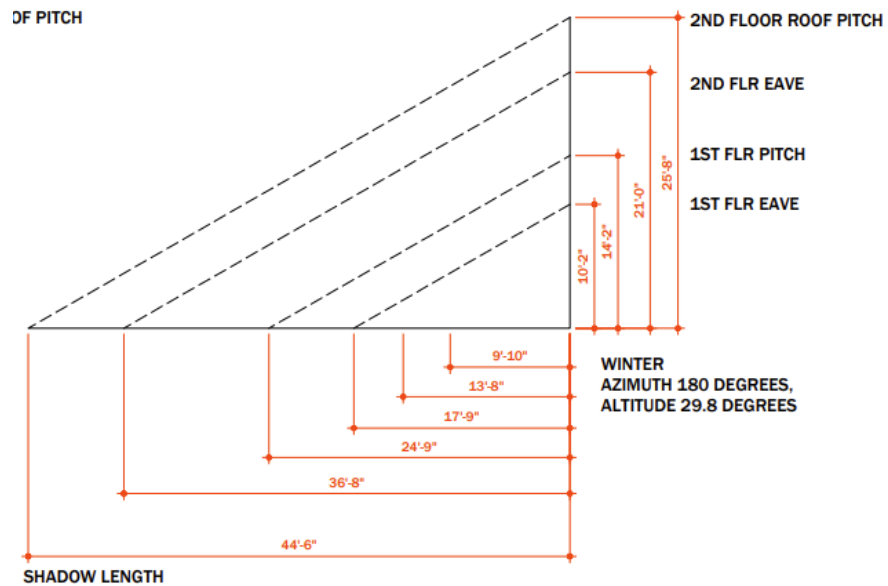 OF PITCH
2ND FLOOR ROOF PITCH
2ND FLR EAVE
1ST FLR PITCH
1ST FLR EAVE
25'-8"
21'-0"
14'-2"
10'-2"
9'-10"
13'-8"
17'-9"
24'-9"
36'-8"
44'-6"
WINTER
AZIMUTH 180 DEGREES,
ALTITUDE 29.8 DEGREES
SHADOW LENGTH